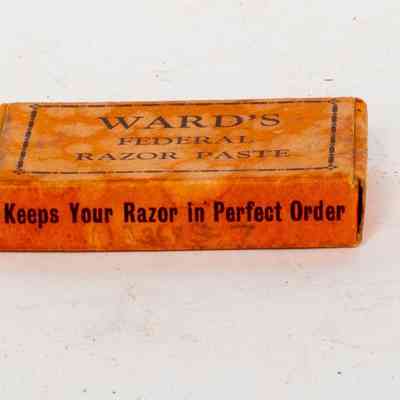 WARD'S
FEDERAL
RAZOR PASTE
Keeps Your Razor in Perfect Order